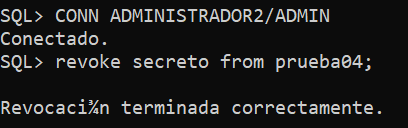 SQL> CONN ADMINISTRADOR2/ADMIN
Conectado.
SQL> revoke secreto from prueba04;
Revocaci¾n terminada correctamente.